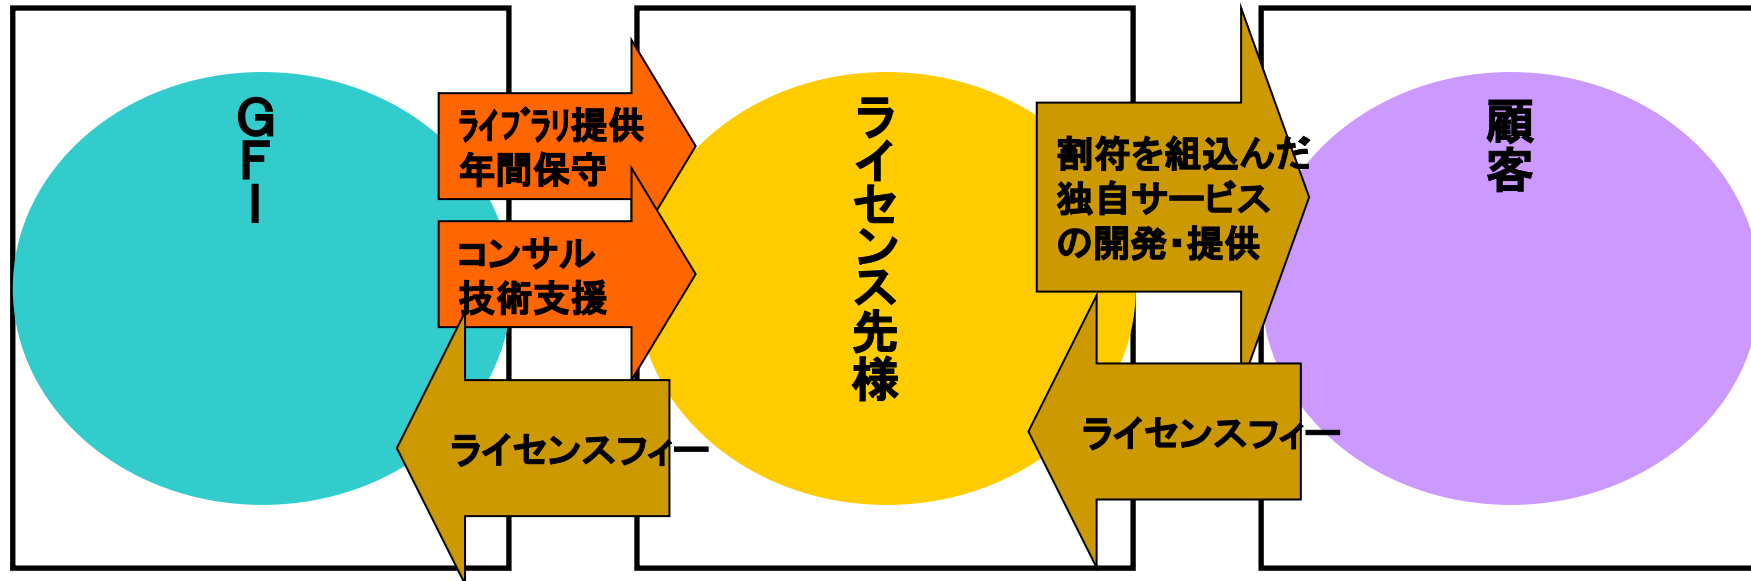 GFI
ﾗｲﾌﾞﾗﾘ提供
年間保守
コンサル
技術支援
ライセンスフィー
ライセンス先様
割符を組込んだ
独自サービス
の開発・提供
ライセンスフィー
顧客